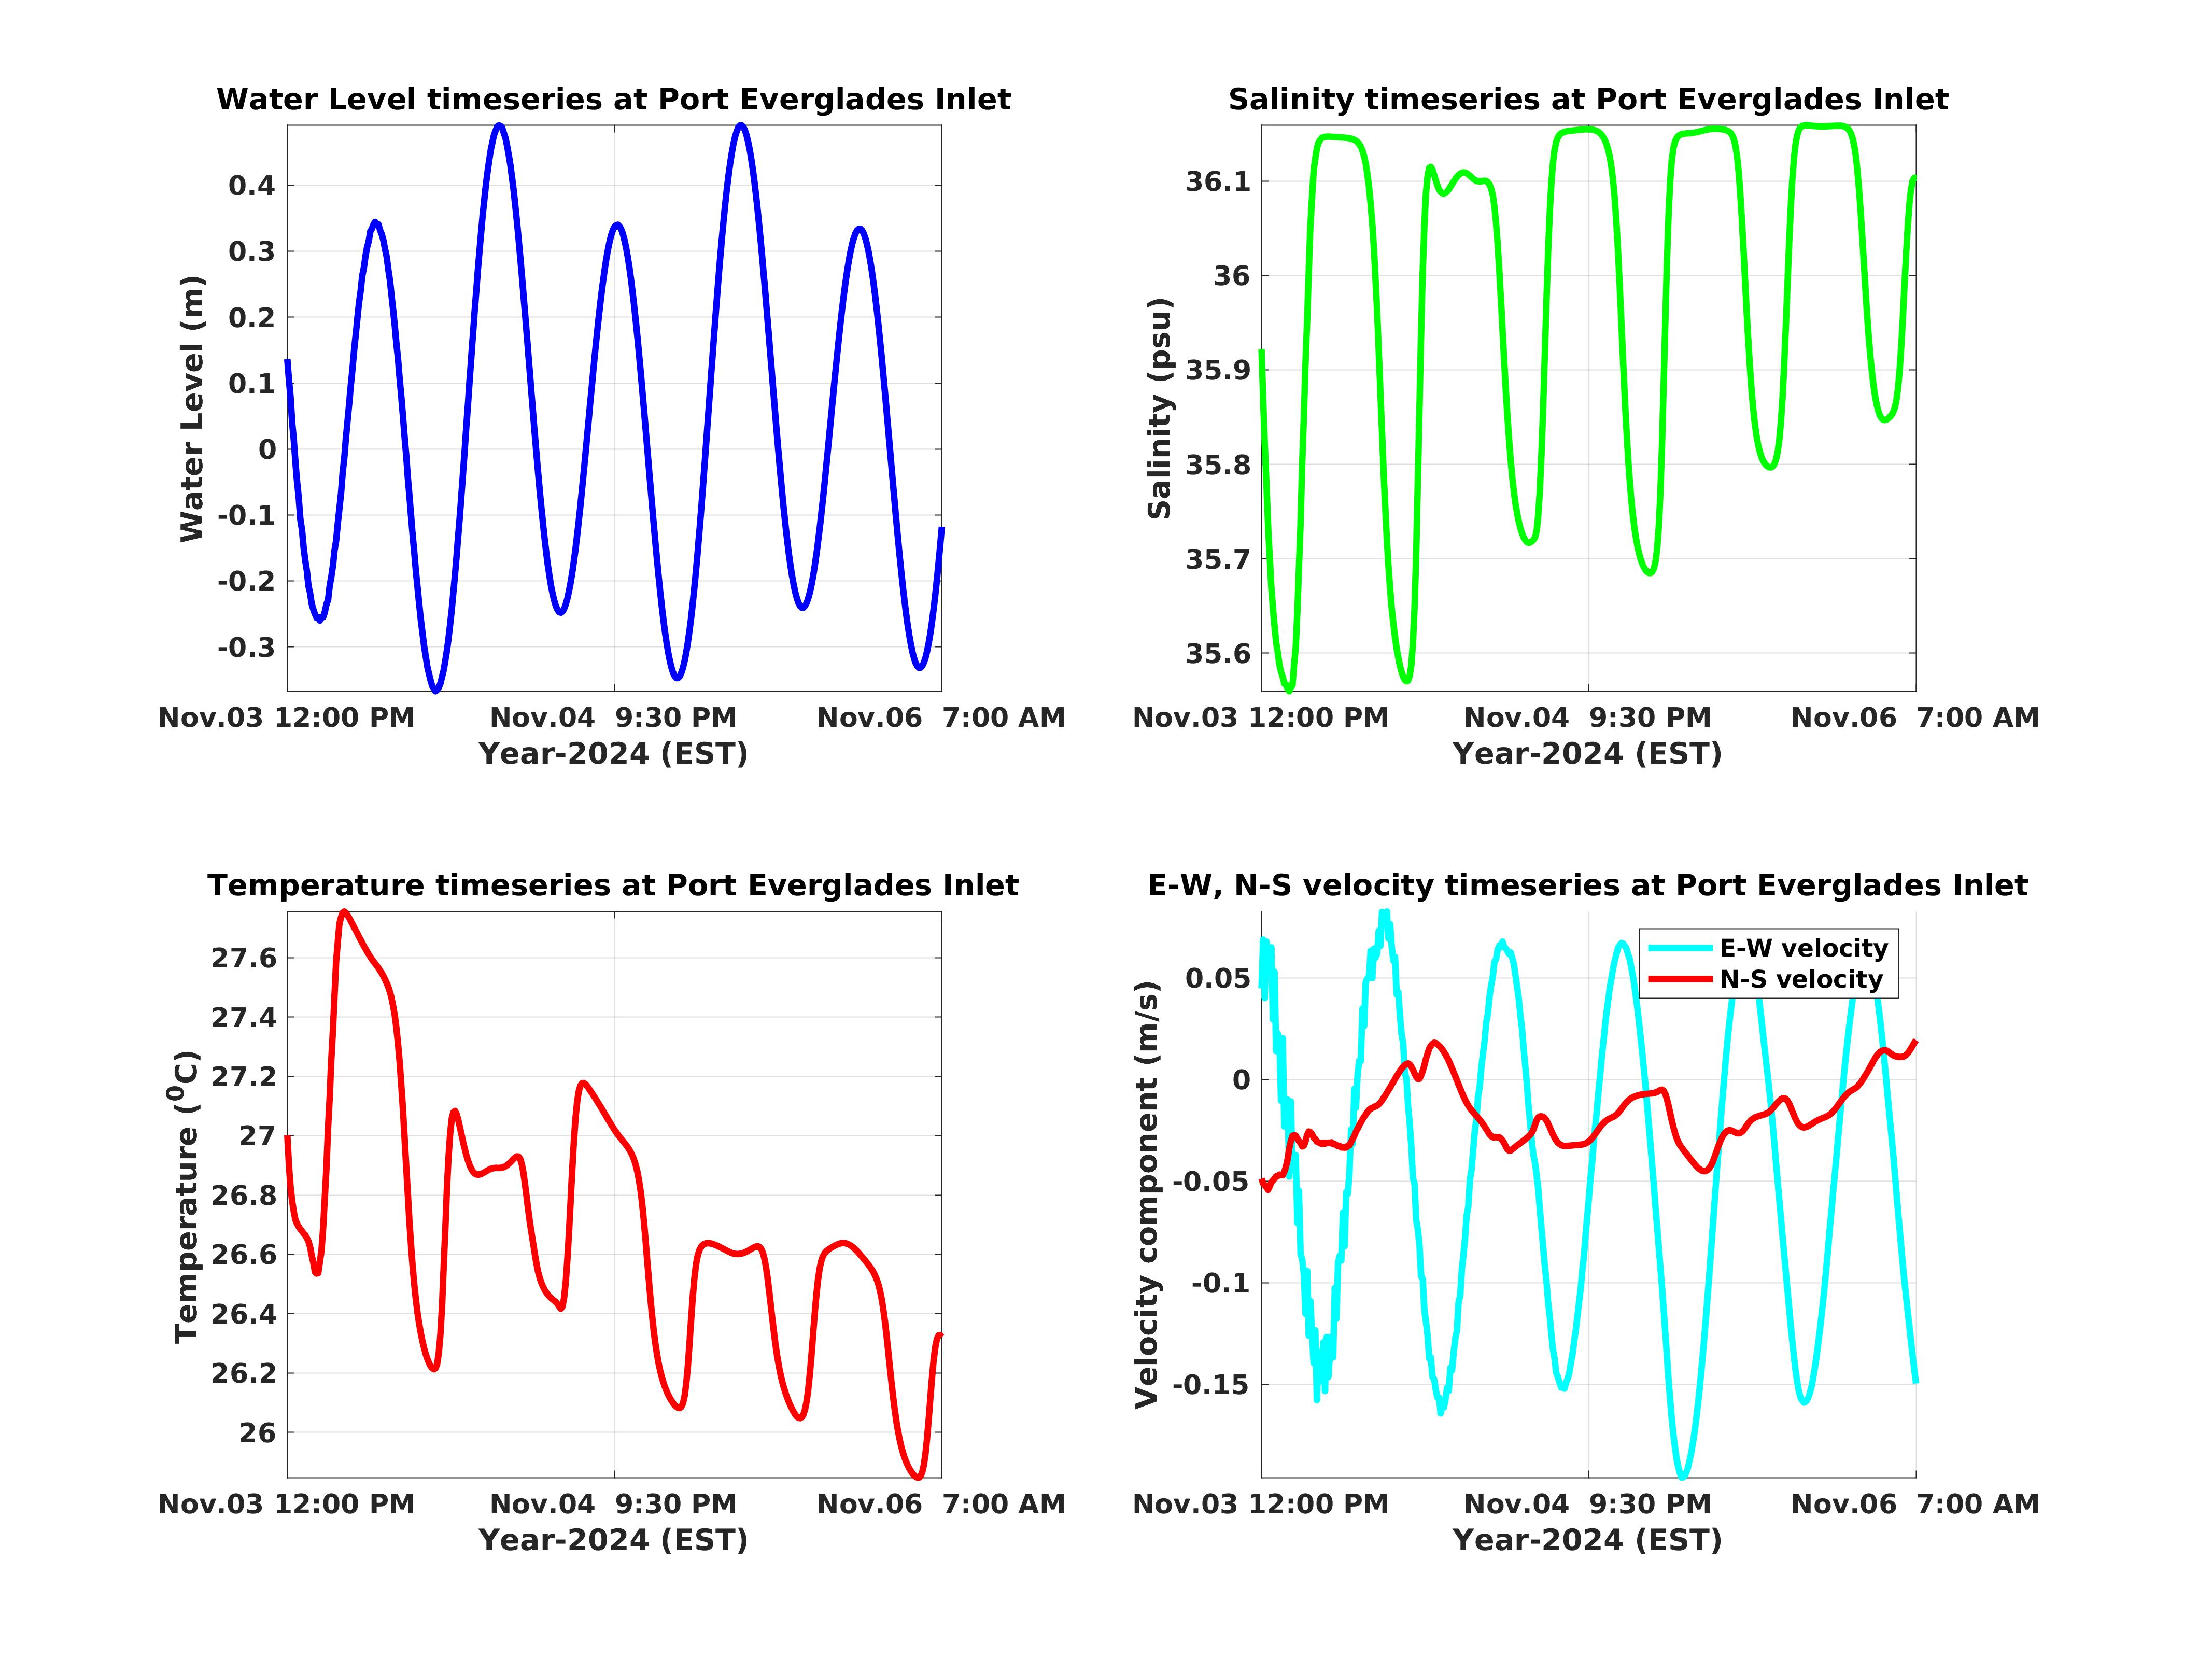 Water Level timeseries at Port Everglades Inlet
Water Level (m)
0.4
0.3
0.2
0.1
0
-0.1
-0.2
-0.3
Nov.03 12:00 PM Nov.04 9:30 PM Nov.06 7:00 AM
Year-2024 (EST)
Salinity timeseries at Port Everglades Inlet
Salinity (psu)
36.1
36
35.9
35.8
35.7
35.6
Nov.03 12:00 PM Nov.04 9:30 PM Nov.06 7:00 AM
Year-2024 (EST)
Temperature timeseries at Port Everglades Inlet
Temperature (⁰C)
27.6
27.4
27.2
27
26.8
26.6
26.4
26.2
26
Nov.03 12:00 PM Nov.04 9:30 PM Nov.06 7:00 AM
Year-2024 (EST)
E-W, N-S velocity timeseries at Port Everglades Inlet
Velocity component (m/s)
E-W velocity
N-S velocity
0.05
0
-0.05
-0.1
-0.15
Nov.03 12:00 PM Nov.04 9:30 PM Nov.06 7:00 AM
Year-2024 (EST)